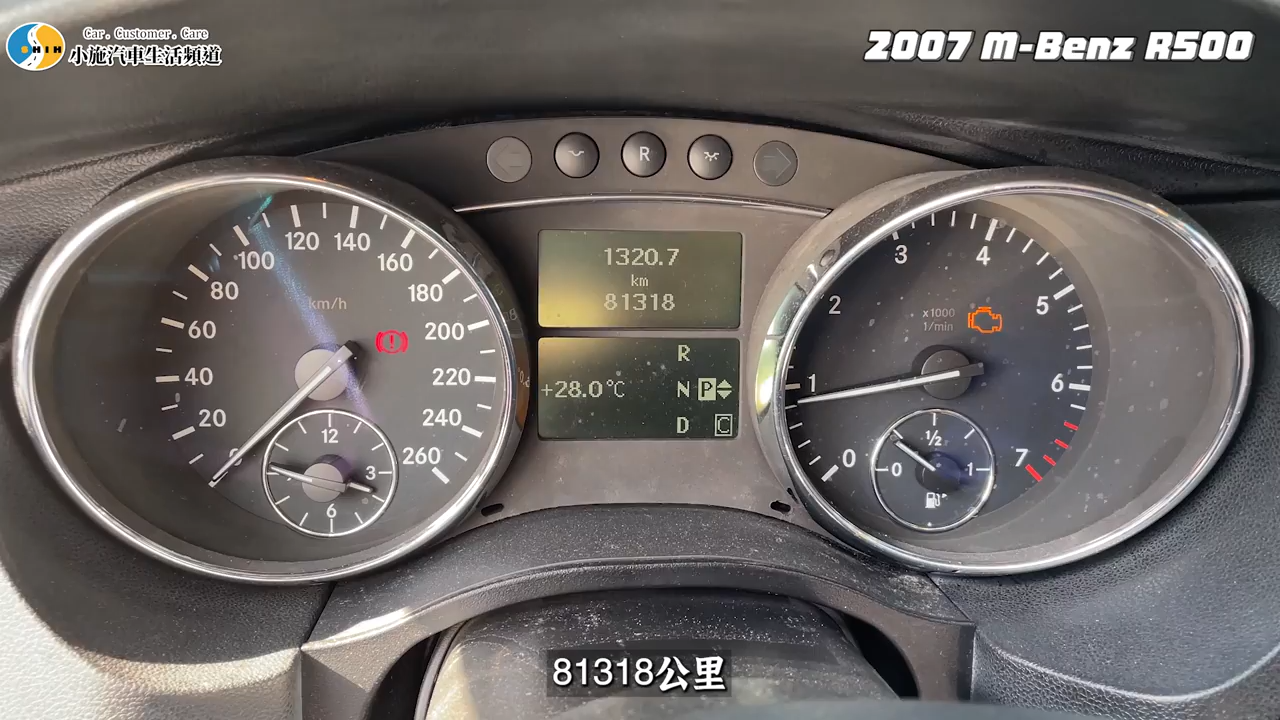 Car. Customer. Care
SHIH
小施汽車生活頻道
2007 M-Benz R500
R
20
40
60
80
100
120
140
160
180
200
220
240
260
km/h
12
3
6
1320.7
km
81318
R
+28.0°C
N P
D C
0
1
2
3
4
5
6
7
x1000
1/min
0
1/2
1
81318公里